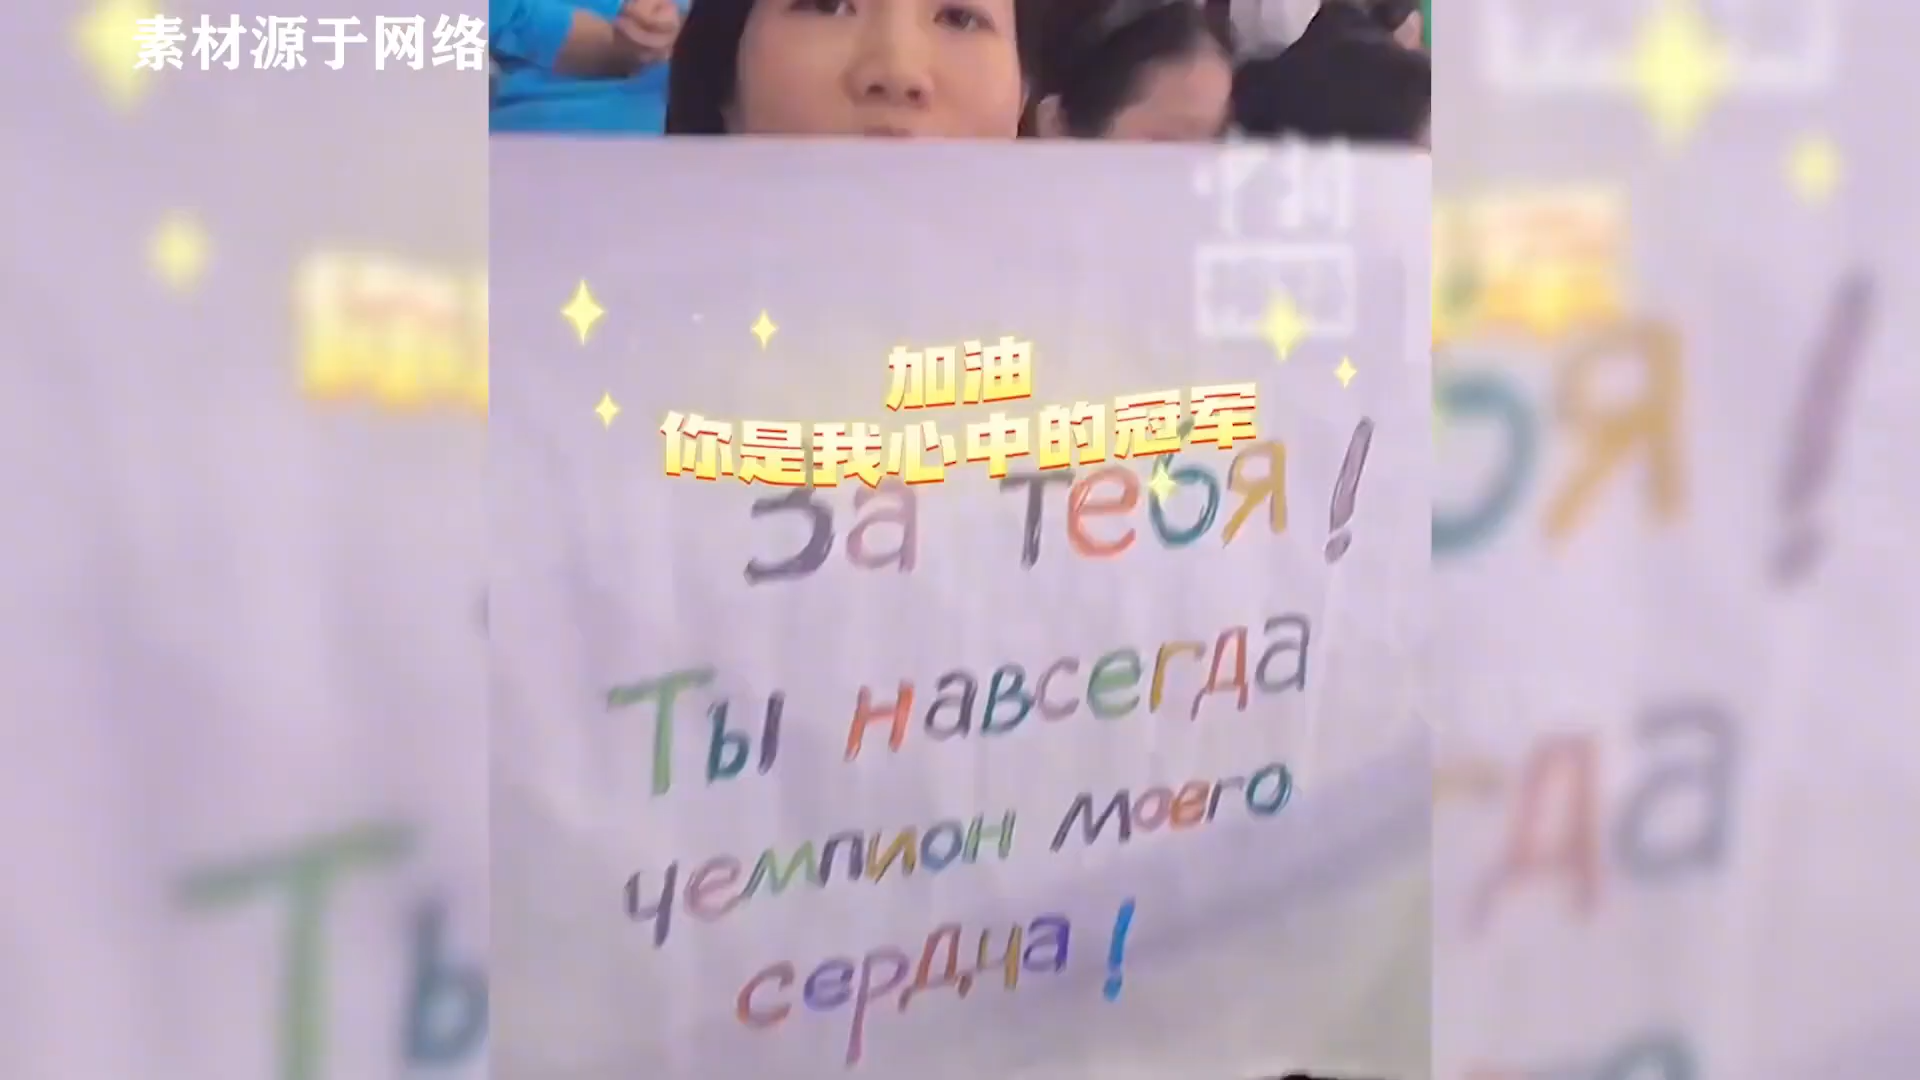 素材源于网络
加油
你是我心中的冠军
За тебя!
Ты навсегда
чемпион моего
сердча!